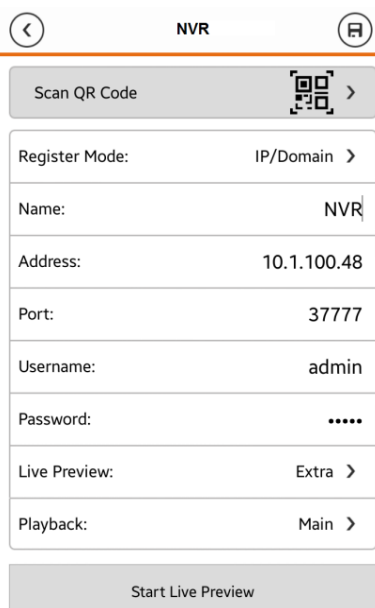 NVR
Scan QR Code
Register Mode: IP/Domain
Name: NVR
Address: 10.1.100.48
Port: 37777
Username: admin
Password: •••••
Live Preview: Extra
Playback: Main
Start Live Preview